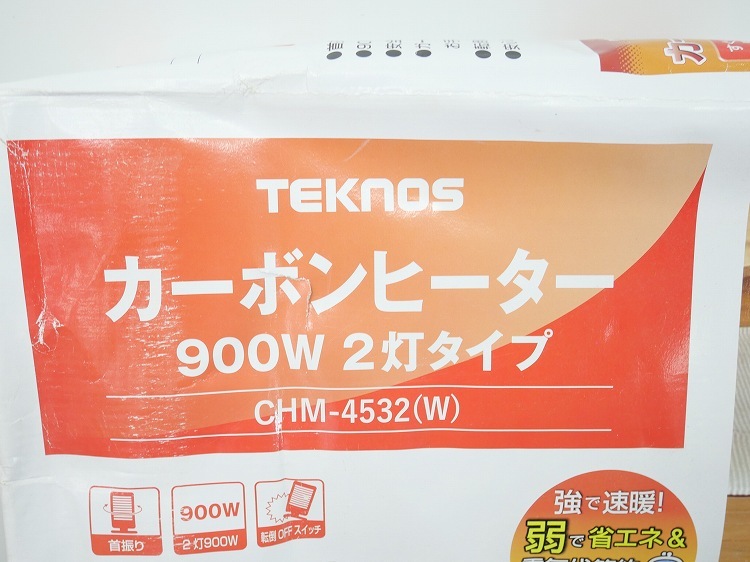 TEKNOS
カーボンヒーター
900W 2灯タイプ
CHM-4532(W)
首振り
900W
2灯900W
転倒OFFスイッチ
強で速暖!
弱で省エネ&